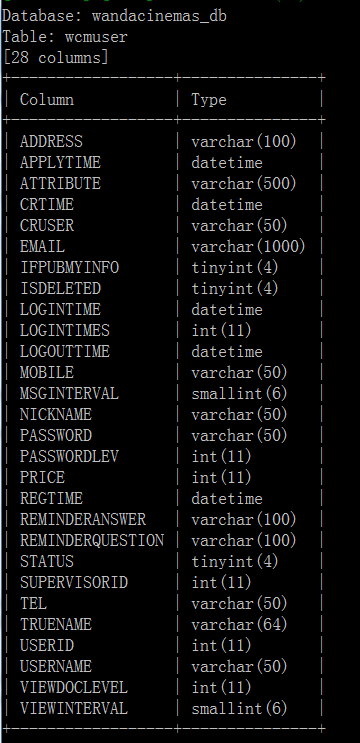 Database: wandacinemas_db
Table: wcmuser
[28 columns]
+-----------------+---------------+
| Column | Type |
+-----------------+---------------+
| ADDRESS | varchar(100) |
| APPLYTIME | datetime |
| ATTRIBUTE | varchar(500) |
| CRTIME | datetime |
| CRUSER | varchar(50) |
| EMAIL | varchar(1000) |
| IFPUBMYINFO | tinyint(4) |
| ISDELETED | tinyint(4) |
| LOGINTIME | datetime |
| LOGINTIMES | int(11) |
| LOGOUTTIME | datetime |
| MOBILE | varchar(50) |
| MSGINTERVAL | smallint(6) |
| NICKNAME | varchar(50) |
| PASSWORD | varchar(50) |
| PASSWORDLEV | int(11) |
| PRICE | int(11) |
| REGTIME | datetime |
| REMINDERANSWER | varchar(100) |
| REMINDERQUESTION | varchar(100) |
| STATUS | tinyint(4) |
| SUPERVISORID | int(11) |
| TEL | varchar(50) |
| TRUENAME | varchar(64) |
| USERID | int(11) |
| USERNAME | varchar(50) |
| VIEWDOCLEVEL | int(11) |
| VIEWINTERVAL | smallint(6) |
+-----------------+---------------+